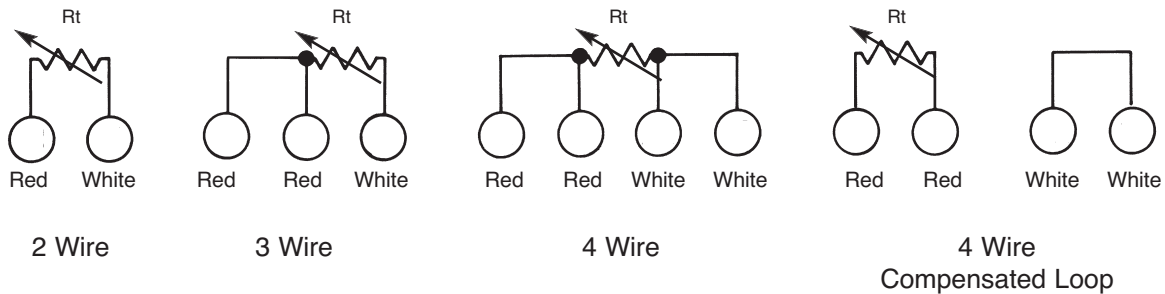 Rt Rt Rt Rt
Red White Red Red White Red Red White White Red Red White White
2 Wire 3 Wire 4 Wire 4 Wire
Compensated Loop